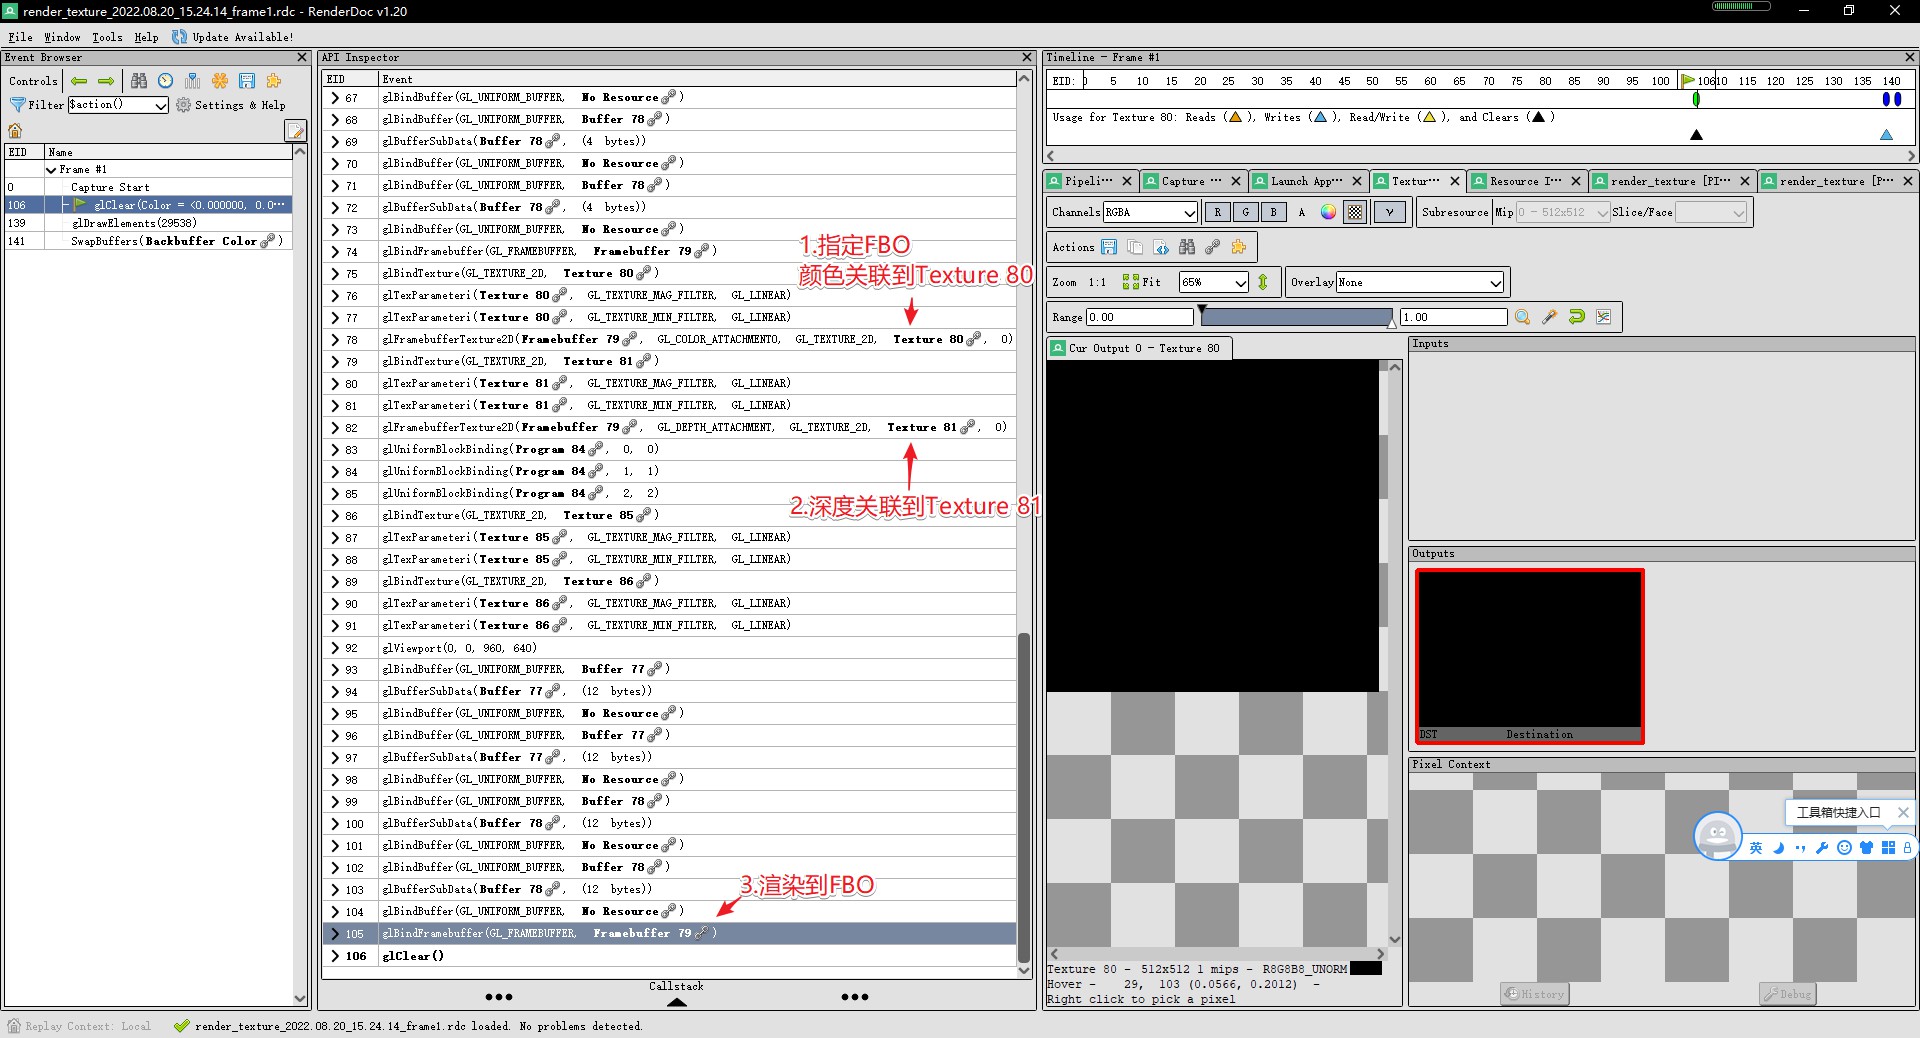 render_texture_2022.08.20_15.24.14_frame1.rdc - RenderDoc v1.20
File Window Tools Help Update Available!
Event Browser
Controls
Filter $action() Settings & Help
EID Name
Frame #1
0 Capture Start
106 glClear(Color = <0.000000, 0.0···
139 glDrawElements(29538)
141 SwapBuffers(Backbuffer Color)
API Inspector
EID Event
67 glBindBuffer(GL_UNIFORM_BUFFER, No Resource)
68 glBindBuffer(GL_UNIFORM_BUFFER, Buffer 78)
69 glBufferSubData(Buffer 78, (4 bytes))
70 glBindBuffer(GL_UNIFORM_BUFFER, No Resource)
71 glBindBuffer(GL_UNIFORM_BUFFER, Buffer 78)
72 glBufferSubData(Buffer 78, (4 bytes))
73 glBindBuffer(GL_UNIFORM_BUFFER, No Resource)
74 glBindFramebuffer(GL_FRAMEBUFFER, Framebuffer 79)
75 glBindTexture(GL_TEXTURE_2D, Texture 80)
76 glTexParameteri(Texture 80, GL_TEXTURE_MAG_FILTER, GL_LINEAR)
77 glTexParameteri(Texture 80, GL_TEXTURE_MIN_FILTER, GL_LINEAR)
78 glFramebufferTexture2D(Framebuffer 79, GL_COLOR_ATTACHMENT0, GL_TEXTURE_2D, Texture 80, 0)
79 glBindTexture(GL_TEXTURE_2D, Texture 81)
80 glTexParameteri(Texture 81, GL_TEXTURE_MAG_FILTER, GL_LINEAR)
81 glTexParameteri(Texture 81, GL_TEXTURE_MIN_FILTER, GL_LINEAR)
82 glFramebufferTexture2D(Framebuffer 79, GL_DEPTH_ATTACHMENT, GL_TEXTURE_2D, Texture 81, 0)
83 glUniformBlockBinding(Program 84, 0, 0)
84 glUniformBlockBinding(Program 84, 1, 1)
85 glUniformBlockBinding(Program 84, 2, 2)
86 glBindTexture(GL_TEXTURE_2D, Texture 85)
87 glTexParameteri(Texture 85, GL_TEXTURE_MAG_FILTER, GL_LINEAR)
88 glTexParameteri(Texture 85, GL_TEXTURE_MIN_FILTER, GL_LINEAR)
89 glBindTexture(GL_TEXTURE_2D, Texture 86)
90 glTexParameteri(Texture 86, GL_TEXTURE_MAG_FILTER, GL_LINEAR)
91 glTexParameteri(Texture 86, GL_TEXTURE_MIN_FILTER, GL_LINEAR)
92 glViewport(0, 0, 960, 640)
93 glBindBuffer(GL_UNIFORM_BUFFER, Buffer 77)
94 glBufferSubData(Buffer 77, (12 bytes))
95 glBindBuffer(GL_UNIFORM_BUFFER, No Resource)
96 glBindBuffer(GL_UNIFORM_BUFFER, Buffer 77)
97 glBufferSubData(Buffer 77, (12 bytes))
98 glBindBuffer(GL_UNIFORM_BUFFER, No Resource)
99 glBindBuffer(GL_UNIFORM_BUFFER, Buffer 78)
100 glBufferSubData(Buffer 78, (12 bytes))
101 glBindBuffer(GL_UNIFORM_BUFFER, No Resource)
102 glBindBuffer(GL_UNIFORM_BUFFER, Buffer 78)
103 glBufferSubData(Buffer 78, (12 bytes))
104 glBindBuffer(GL_UNIFORM_BUFFER, No Resource)
105 glBindFramebuffer(GL_FRAMEBUFFER, Framebuffer 79)
106 glClear()
1.指定FBO
颜色关联到Texture 80
2.深度关联到Texture 81
3.渲染到FBO
Callstack
Timeline - Frame #1
EID: 0 5 10 15 20 25 30 35 40 45 50 55 60 65 70 75 80 85 90 95 100 106 110 115 120 125 130 135 140
Usage for Texture 80: Reads ( ), Writes ( ), Read/Write ( ), and Clears ( )
Pipeli··· Capture ··· Launch App··· Textur··· Resource I··· render_texture [PI··· render_texture [P···
Channels RGBA R G B A γ Subresource Mip 0 - 512x512 Slice/Face
Actions
Zoom 1:1 Fit 65% Overlay None
Range 0.00 1.00
Cur Output 0 - Texture 80
Inputs
Outputs
DST Destination
Pixel Context
工具箱快捷入口
英
History Debug
Texture 80 - 512x512 1 mips - R8G8B8_UNORM
Hover - 29, 103 (0.0566, 0.2012) -
Right click to pick a pixel
Replay Context: Local render_texture_2022.08.20_15.24.14_frame1.rdc loaded. No problems detected.